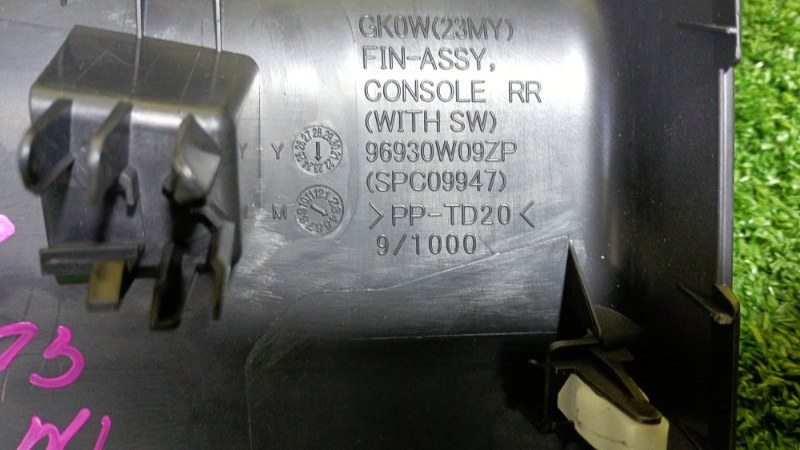 GK0W(23MY)
FIN-ASSY,
CONSOLE RR
(WITH SW)
Y 96930W09ZP
(SPC09947)
M >PP-TD20<
9/1000